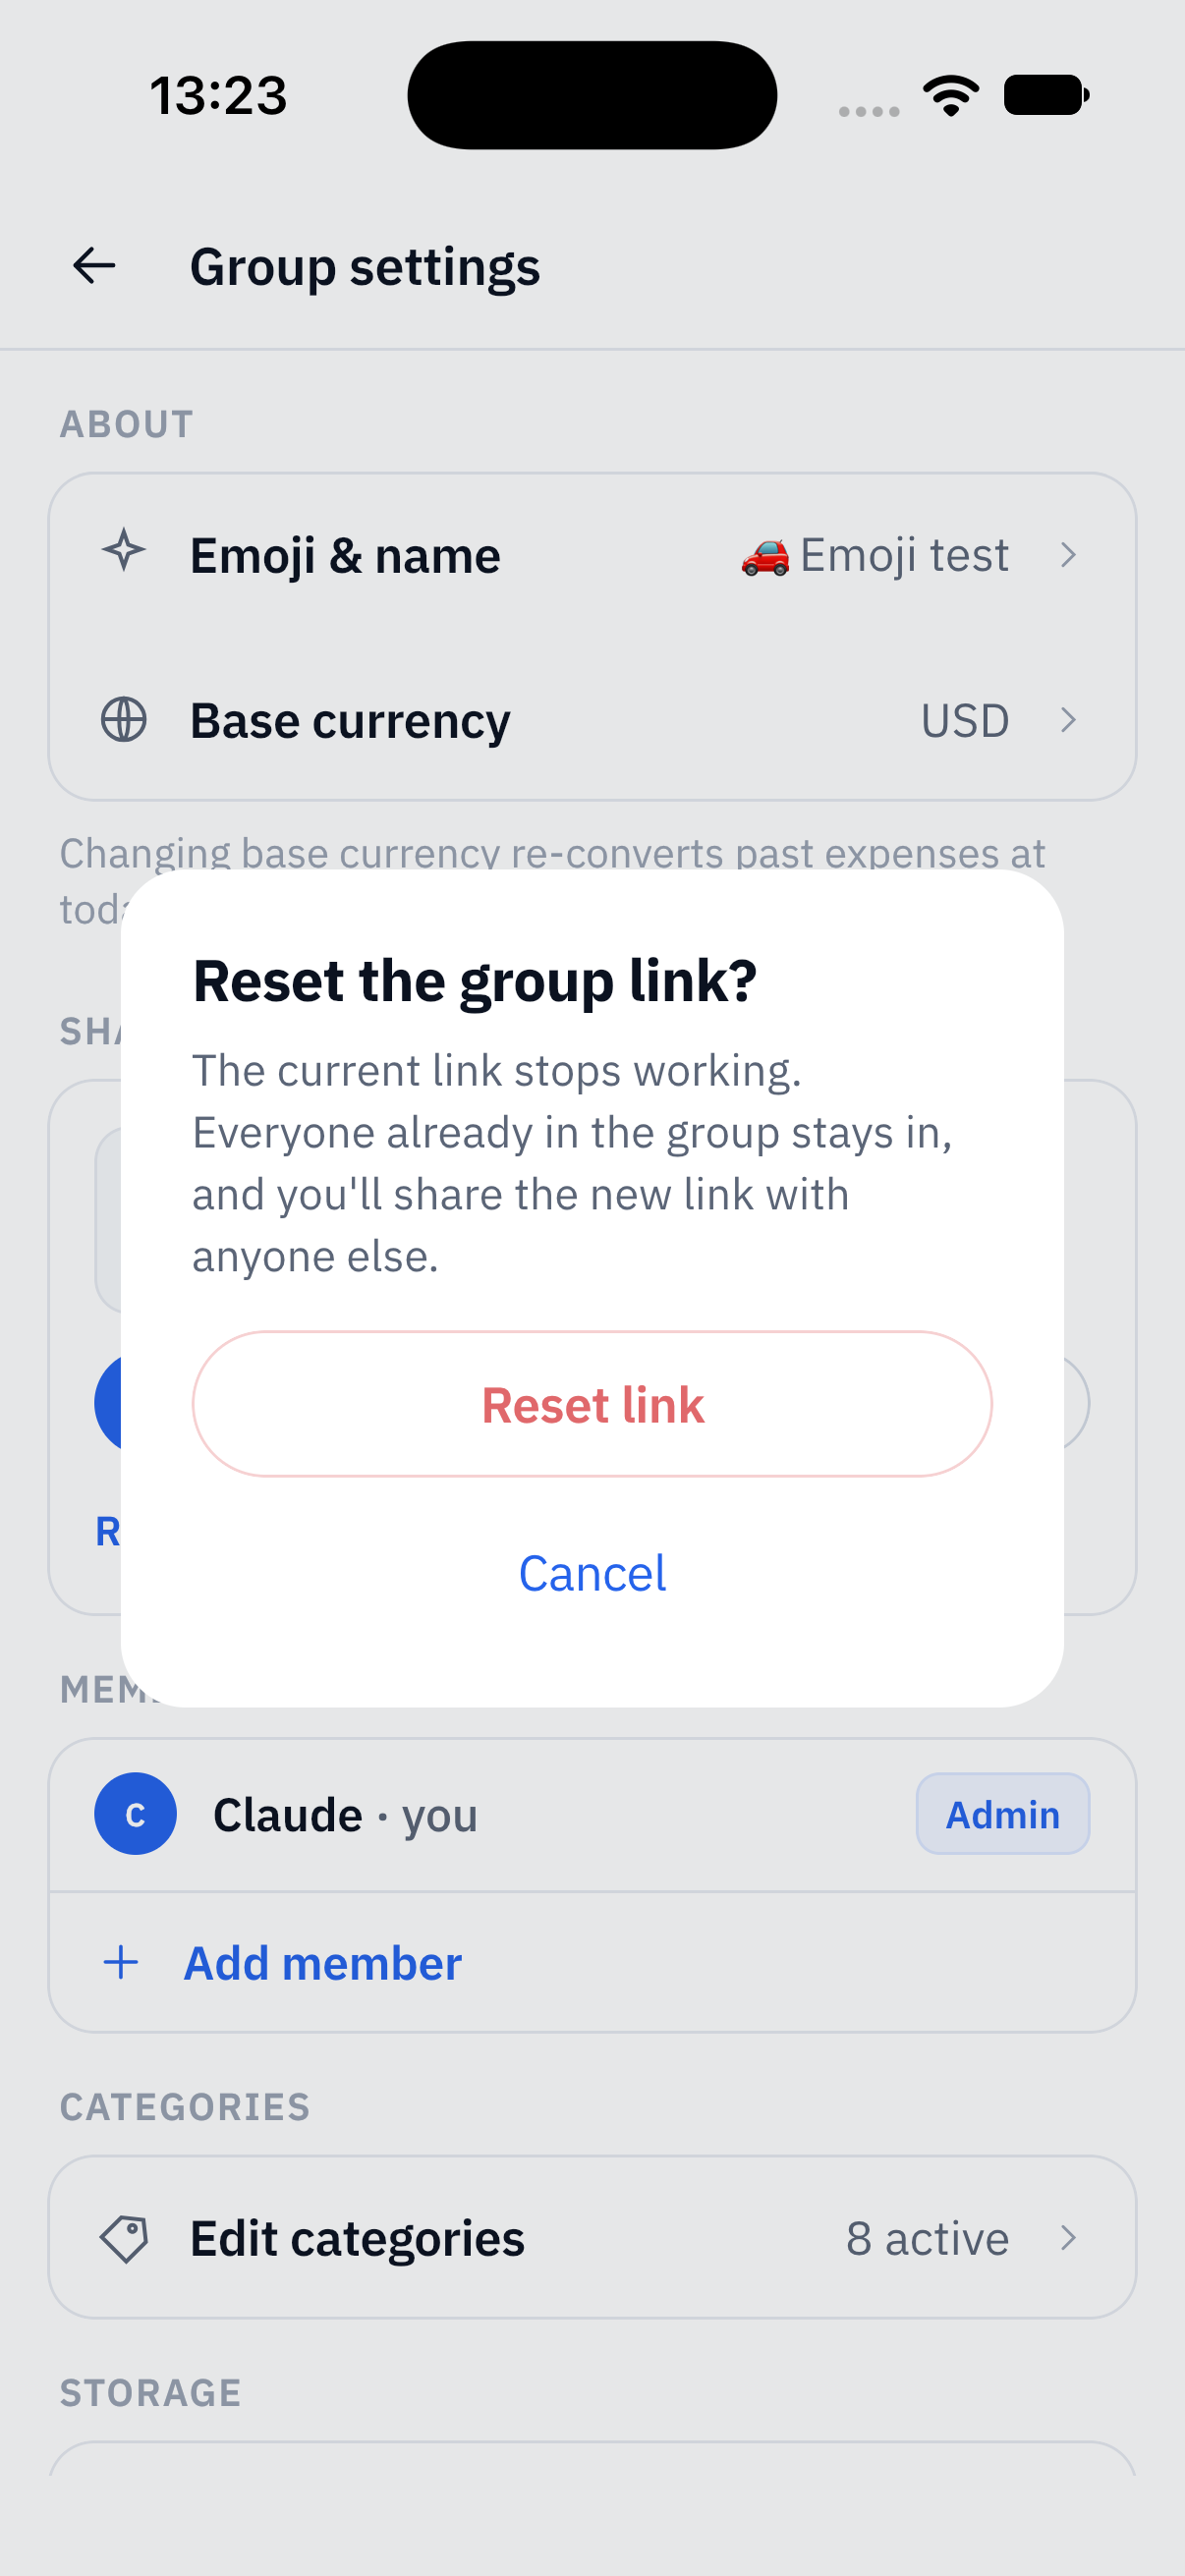 13:23
Group settings
ABOUT
Emoji & name
🚗 Emoji test
Base currency
USD
Changing base currency re-converts past expenses at
Reset the group link?
The current link stops working.
Everyone already in the group stays in,
and you'll share the new link with
anyone else.
Reset link
Cancel
C
Claude · you
Admin
Add member
CATEGORIES
Edit categories
8 active
STORAGE